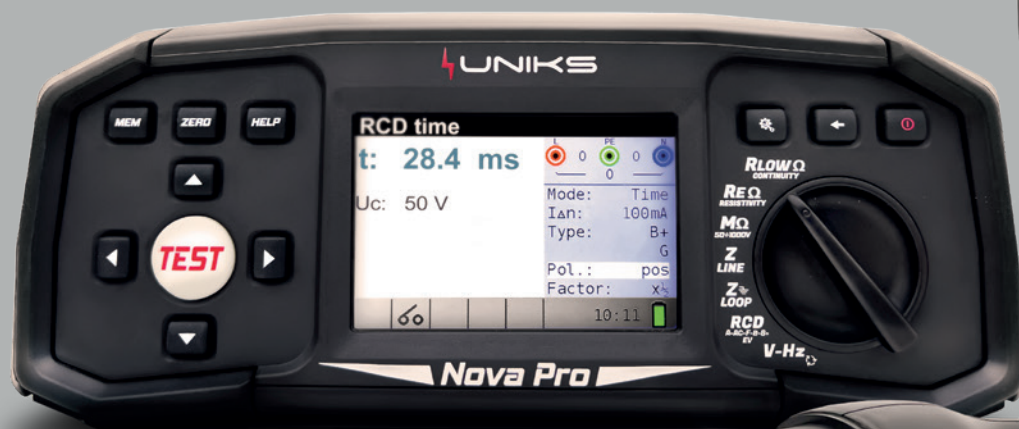 UNIKS
MEM
ZERO
HELP
TEST
RCD time
t: 28.4 ms
Uc: 50 V
L PE N
0 0
0
Mode: Time
I∆n: 100mA
Type: B+
G
Pol.: pos
Factor: x½
10:11
RLOW Ω
CONTINUITY
RE Ω
RESISTIVITY
MΩ
50÷1000V
Z
LINE
Z
LOOP
RCD
EV
V-Hz
Nova Pro